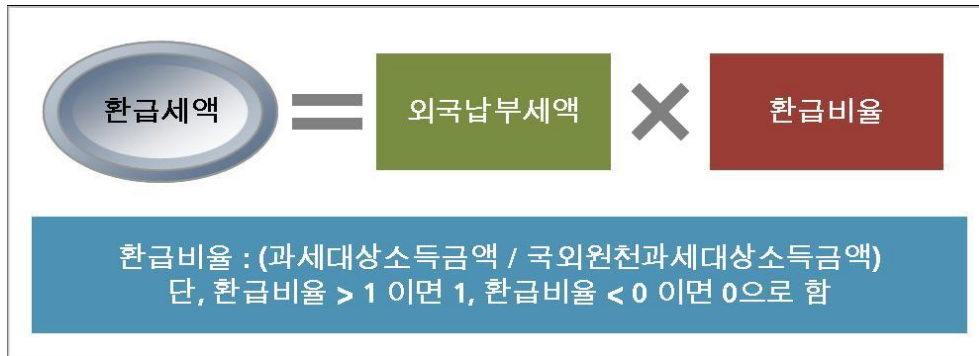 환급세액 = 외국납부세액 × 환급비율
환급비율 : (과세대상소득금액 / 국외원천과세대상소득금액)
단, 환급비율 > 1 이면 1, 환급비율 < 0 이면 0으로 함